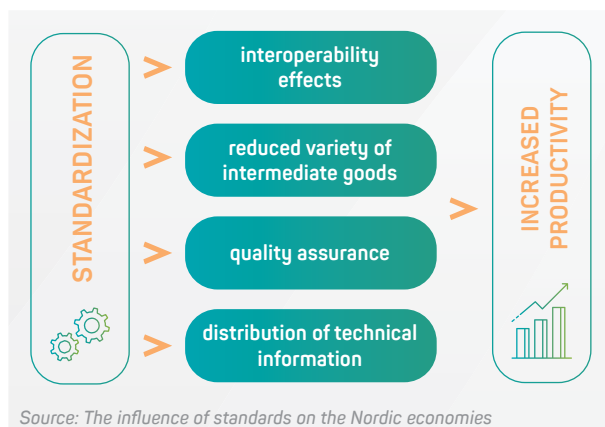 STANDARDIZATION
interoperability
effects
reduced variety of
intermediate goods
quality assurance
distribution of technical
information
INCREASED
PRODUCTIVITY
Source: The influence of standards on the Nordic economies